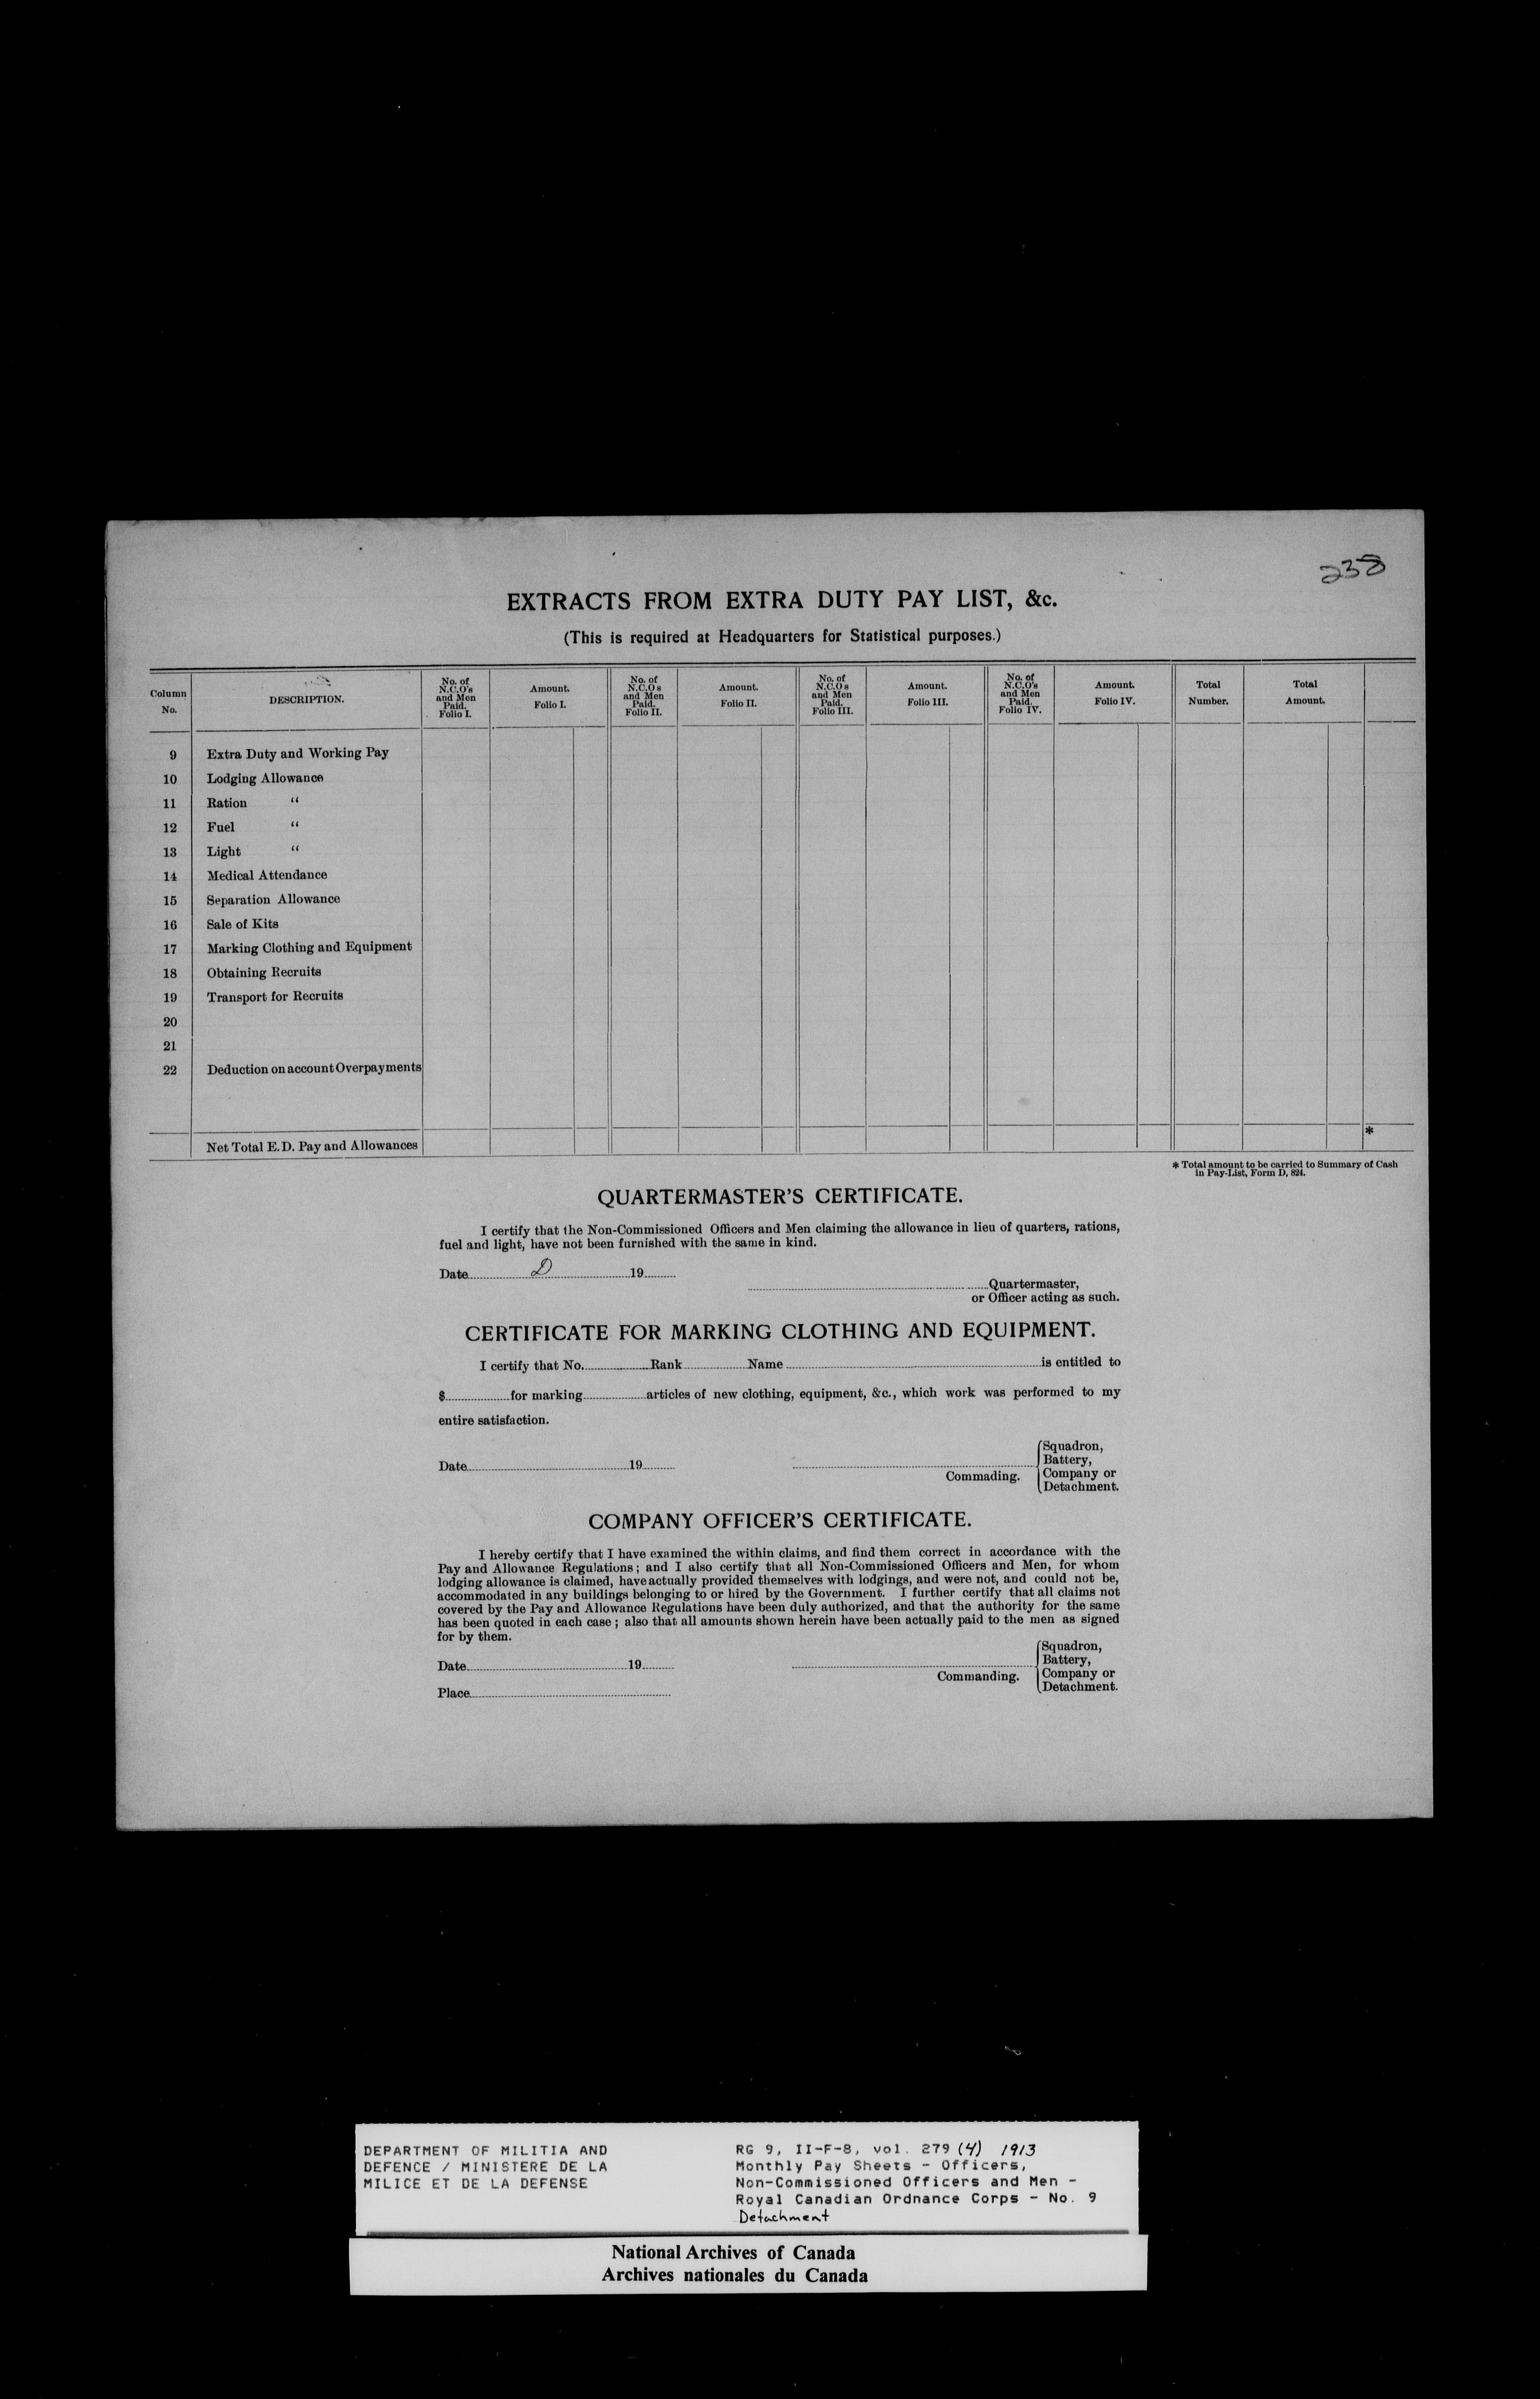 238
EXTRACTS FROM EXTRA DUTY PAY LIST, &c.
(This is required at Headquarters for Statistical purposes.)
Column No. DESCRIPTION. No. of N.C.O's and Men Paid. Folio I. Amount. Folio I. No. of N.C.O s and Men Paid. Folio II. Amount. Folio II. No. of N.C.O s and Men Paid. Folio III. Amount. Folio III. No. of N.C.O's and Men Paid. Folio IV. Amount. Folio IV. Total Number. Total Amount.
9 Extra Duty and Working Pay
10 Lodging Allowance
11 Ration “
12 Fuel “
13 Light “
14 Medical Attendance
15 Separation Allowance
16 Sale of Kits
17 Marking Clothing and Equipment
18 Obtaining Recruits
19 Transport for Recruits
20
21
22 Deduction on account Overpayments
Net Total E. D. Pay and Allowances *
* Total amount to be carried to Summary of Cash
in Pay-List, Form D, 824.
QUARTERMASTER'S CERTIFICATE.
I certify that the Non-Commissioned Officers and Men claiming the allowance in lieu of quarters, rations,
fuel and light, have not been furnished with the same in kind.
Date D 19
Quartermaster,
or Officer acting as such.
CERTIFICATE FOR MARKING CLOTHING AND EQUIPMENT.
I certify that No. Rank Name is entitled to
$ for marking articles of new clothing, equipment, &c., which work was performed to my
entire satisfaction.
Date 19
Commading.
Squadron,
Battery,
Company or
Detachment.
COMPANY OFFICER'S CERTIFICATE.
I hereby certify that I have examined the within claims, and find them correct in accordance with the
Pay and Allowance Regulations; and I also certify that all Non-Commissioned Officers and Men, for whom
lodging allowance is claimed, have actually provided themselves with lodgings, and were not, and could not be,
accommodated in any buildings belonging to or hired by the Government. I further certify that all claims not
covered by the Pay and Allowance Regulations have been duly authorized, and that the authority for the same
has been quoted in each case; also that all amounts shown herein have been actually paid to the men as signed
for by them.
Date 19
Commanding.
Squadron,
Battery,
Company or
Detachment.
Place
DEPARTMENT OF MILITIA AND
DEFENCE / MINISTERE DE LA
MILICE ET DE LA DEFENSE
RG 9, II-F-8, vol. 279 (4) 1913
Monthly Pay Sheets - Officers,
Non-Commissioned Officers and Men -
Royal Canadian Ordnance Corps - No. 9
Detachment
National Archives of Canada
Archives nationales du Canada